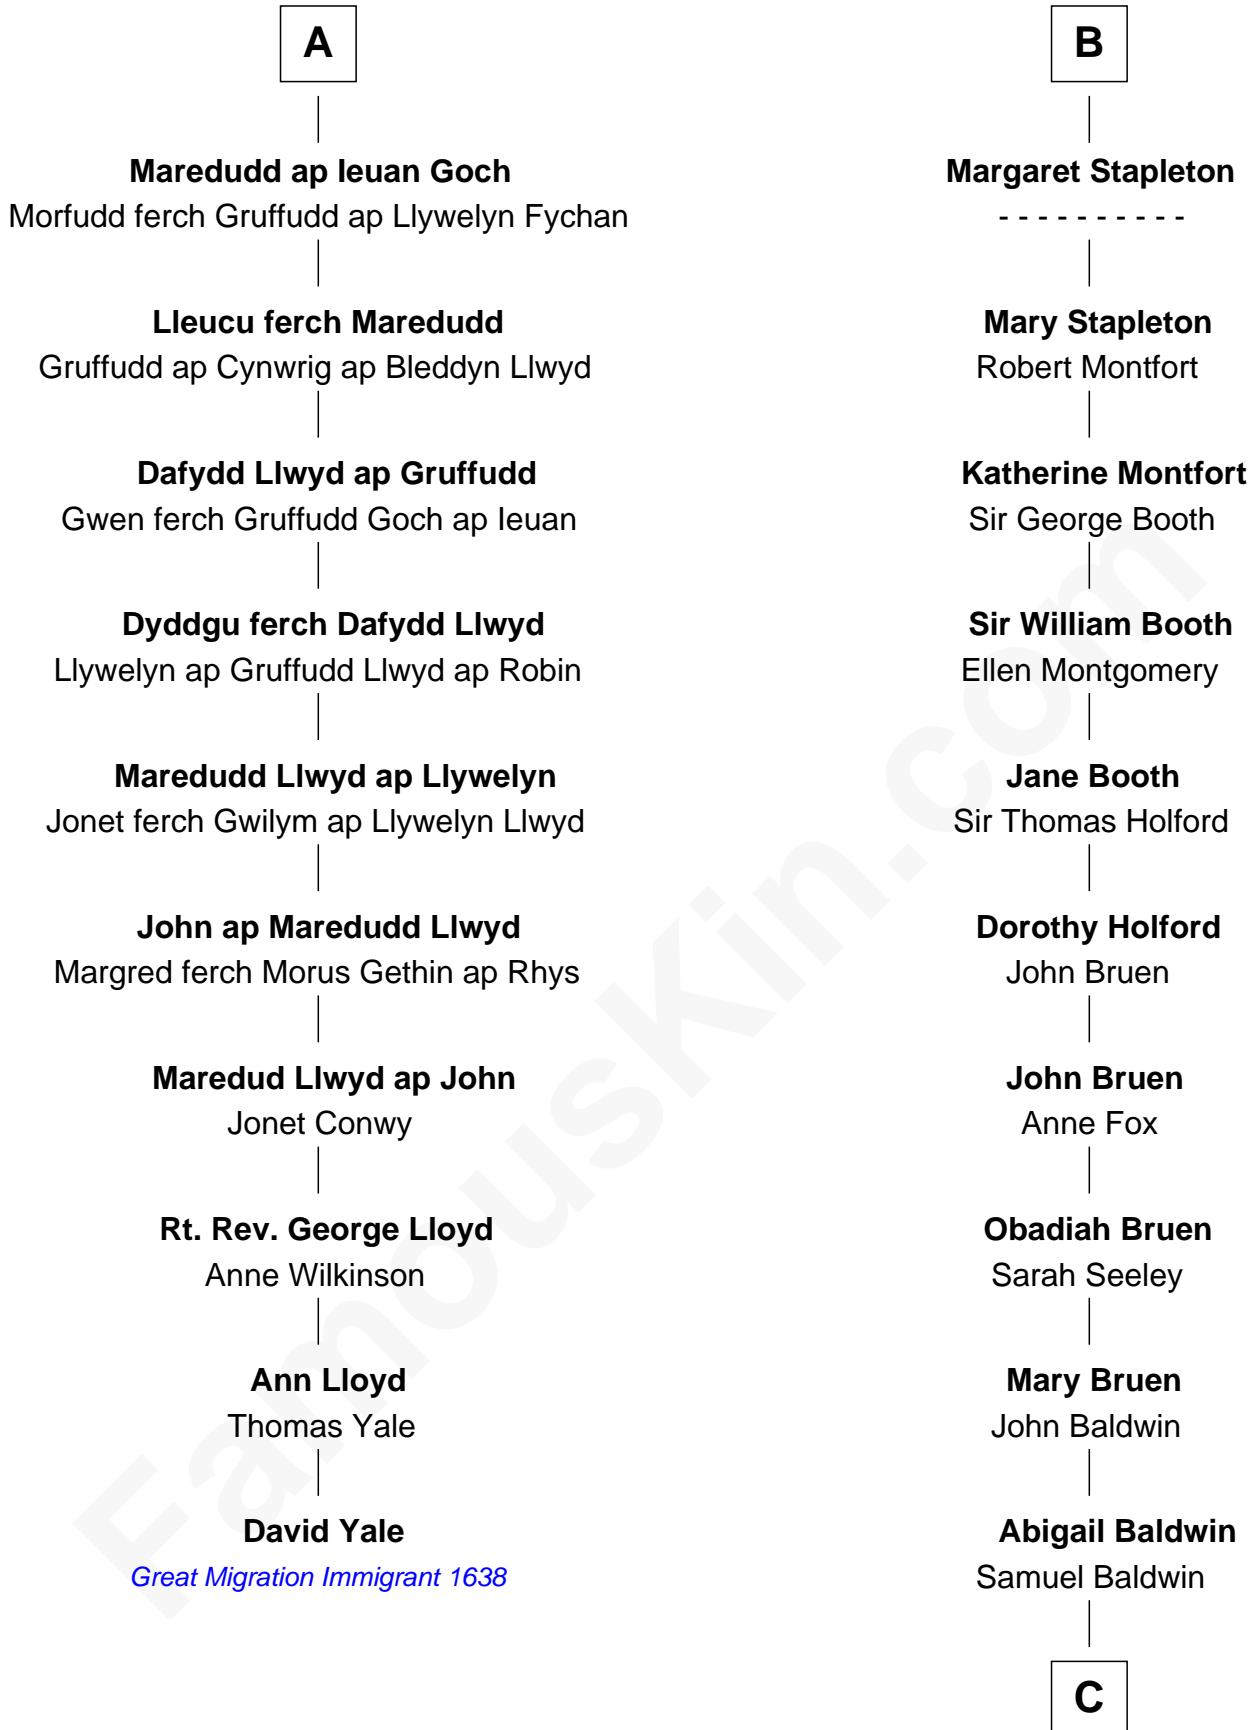 A
Maredudd ap Ieuan Goch
Morfudd ferch Gruffudd ap Llywelyn Fychan
Lleucu ferch Maredudd
Gruffudd ap Cynwrig ap Bleddyn Llwyd
Dafydd Llwyd ap Gruffudd
Gwen ferch Gruffudd Goch ap Ieuan
Dyddgu ferch Dafydd Llwyd
Llywelyn ap Gruffudd Llwyd ap Robin
Maredudd Llwyd ap Llywelyn
Jonet ferch Gwilym ap Llywelyn Llwyd
John ap Maredudd Llwyd
Margred ferch Morus Gethin ap Rhys
Maredud Llwyd ap John
Jonet Conwy
Rt. Rev. George Lloyd
Anne Wilkinson
Ann Lloyd
Thomas Yale
David Yale
Great Migration Immigrant 1638
B
Margaret Stapleton
- - - - - - - - - -
Mary Stapleton
Robert Montfort
Katherine Montfort
Sir George Booth
Sir William Booth
Ellen Montgomery
Jane Booth
Sir Thomas Holford
Dorothy Holford
John Bruen
John Bruen
Anne Fox
Obadiah Bruen
Sarah Seeley
Mary Bruen
John Baldwin
Abigail Baldwin
Samuel Baldwin
C
FamousKin.com